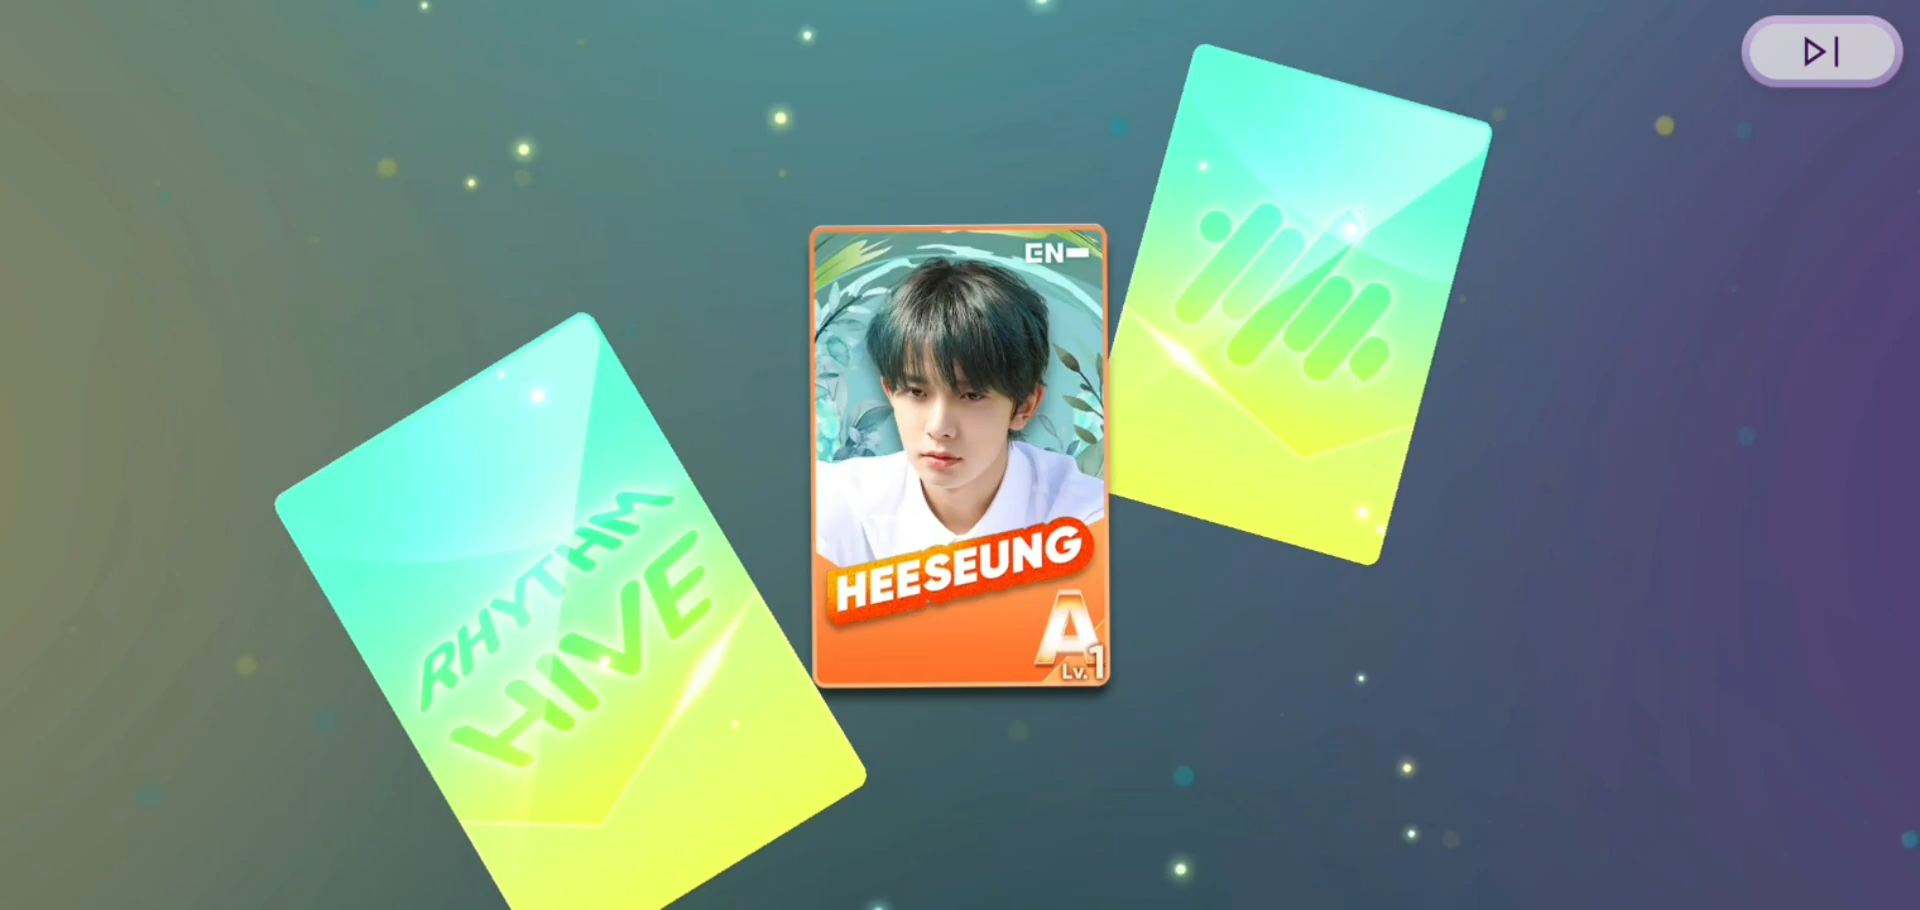 EN-
HEESEUNG
A
Lv.1
RHYTHM
HIVE